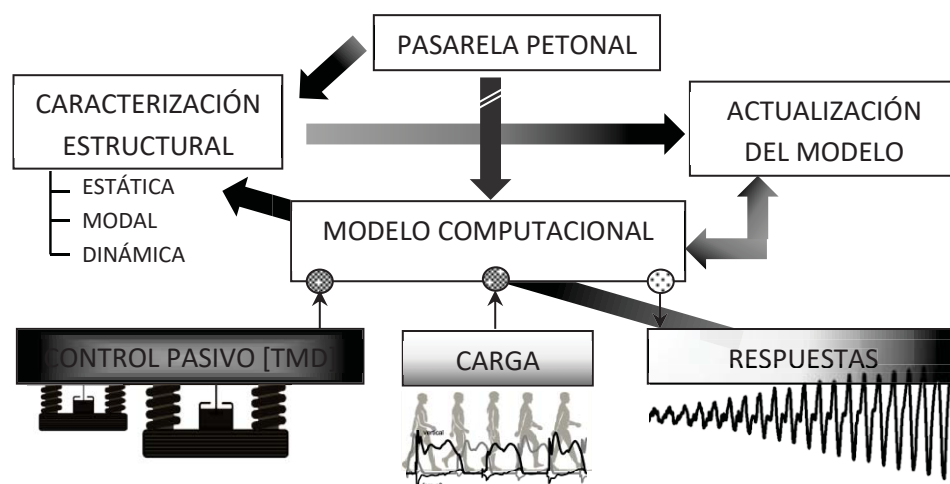 PASARELA PETONAL
CARACTERIZACIÓN
ESTRUCTURAL
ACTUALIZACIÓN
DEL MODELO
ESTÁTICA
MODAL
DINÁMICA
MODELO COMPUTACIONAL
CONTROL PASIVO [TMD]
CARGA
RESPUESTAS
vertical